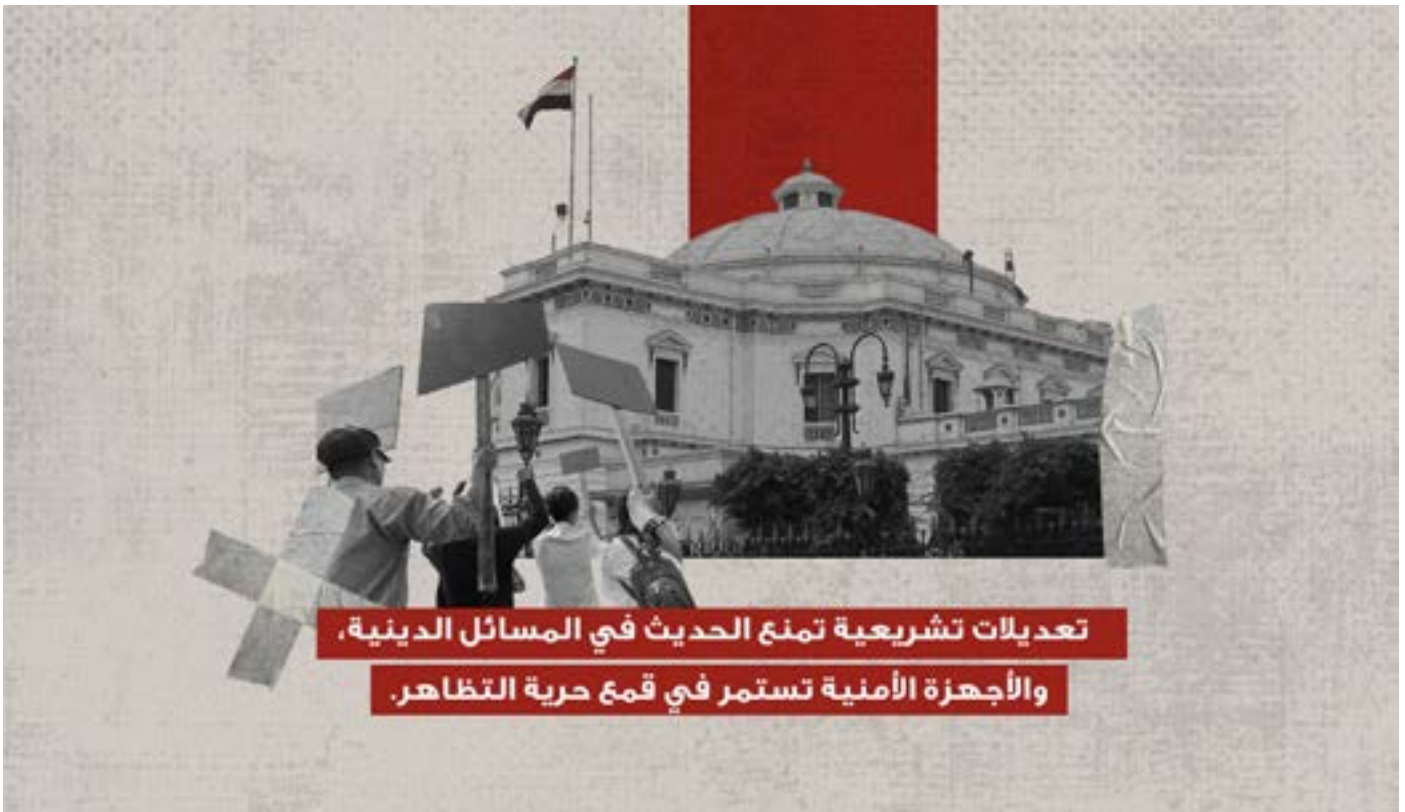 تعديلات تشريعية تمنع الحديث في المسائل الدينية،
والأجهزة الأمنية تستمر في قمع حرية التظاهر.